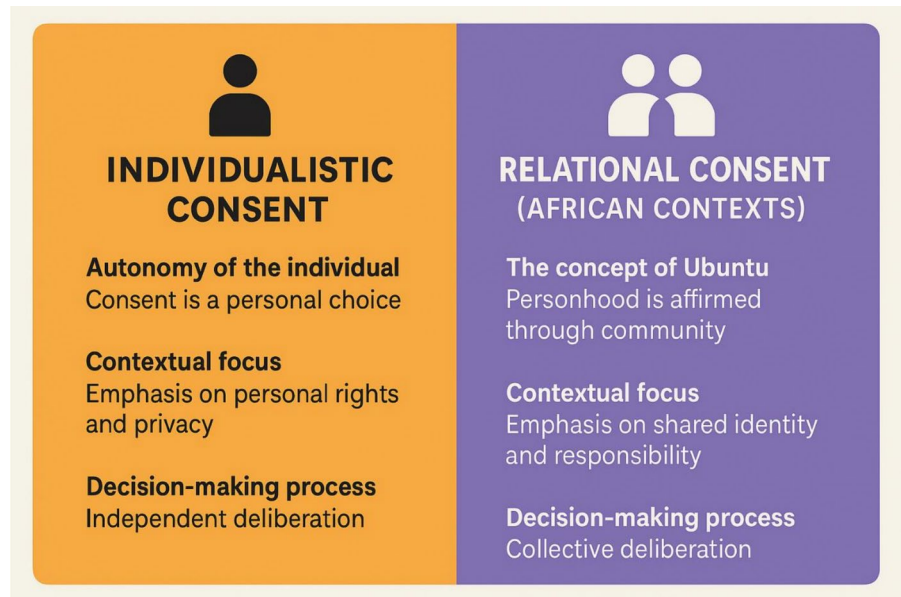 INDIVIDUALISTIC
CONSENT
Autonomy of the individual
Consent is a personal choice
Contextual focus
Emphasis on personal rights
and privacy
Decision-making process
Independent deliberation
RELATIONAL CONSENT
(AFRICAN CONTEXTS)
The concept of Ubuntu
Personhood is affirmed
through community
Contextual focus
Emphasis on shared identity
and responsibility
Decision-making process
Collective deliberation